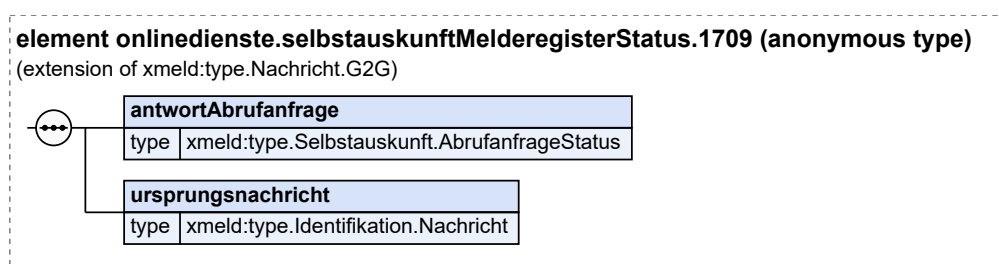 element onlinedienste.selbstauskunftMelderegisterStatus.1709 (anonymous type)
(extension of xmeld:type.Nachricht.G2G)
antwortAbrufanfrage
type xmeld:type.Selbstauskunft.AbrufanfrageStatus
ursprungsnachricht
type xmeld:type.Identifikation.Nachricht